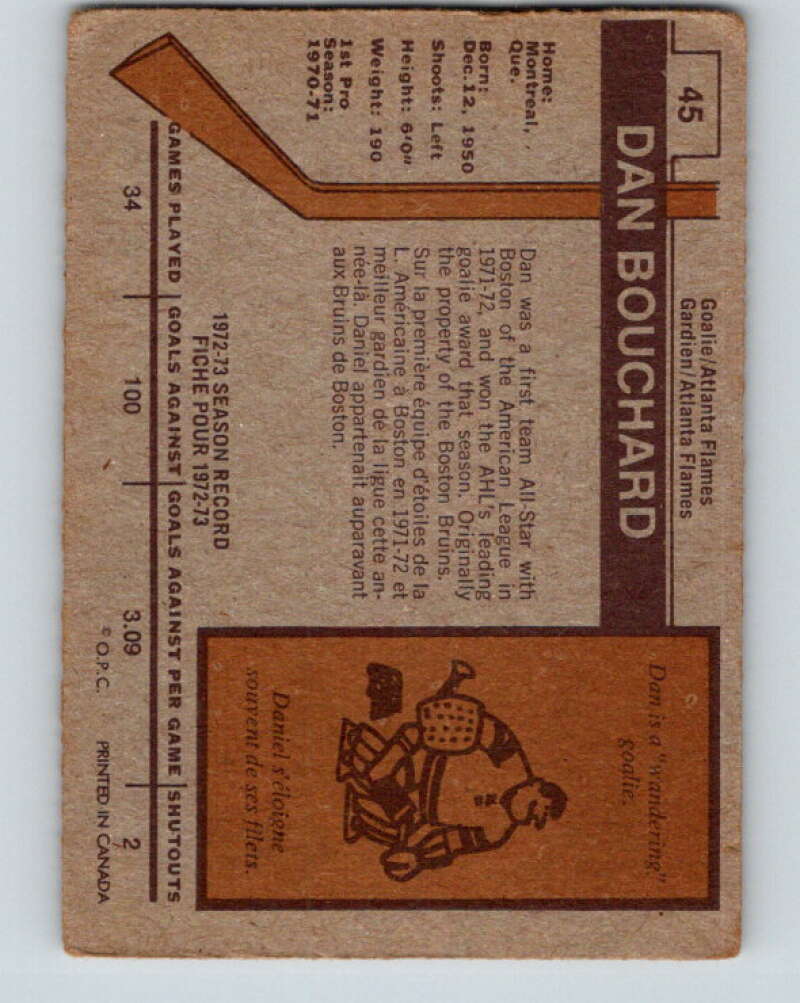 45
DAN BOUCHARD
Goalie/Atlanta Flames
Gardien/Atlanta Flames
Home:
Montreal,
Que.
Born:
Dec.12, 1950
Shoots: Left
Height: 6'0"
Weight: 190
1st Pro
Season:
1970-71
Dan was a first team All-Star with
Boston of the American League in
1971-72, and won the AHL's leading
goalie award that season. Originally
the property of the Boston Bruins.
Sur la première équipe d'étoiles de la
L. Américaine à Boston en 1971-72 et
meilleur gardien de la ligue cette an-
née-là. Daniel appartenait auparavant
aux Bruins de Boston.
Dan is a "wandering"
goalie.
Daniel s'éloigne
souvent de ses filets.
1972-73 SEASON RECORD
FICHE POUR 1972-73
GAMES PLAYED GOALS AGAINST GOALS AGAINST PER GAME SHUTOUTS
34 100 3.09 2
© O.P.C. PRINTED IN CANADA